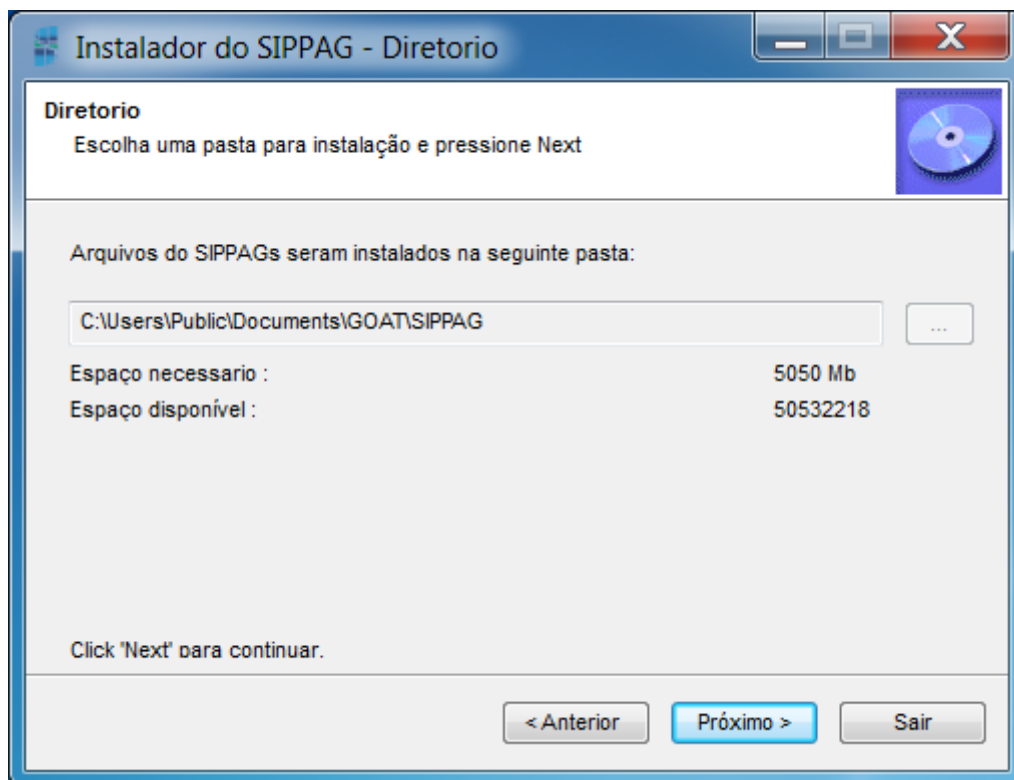 Instalador do SIPPAG - Diretorio
Diretorio
Escolha uma pasta para instalação e pressione Next
Arquivos do SIPPAGs seram instalados na seguinte pasta:
C:\Users\Public\Documents\GOAT\SIPPAG
...
Espaço necessario : 5050 Mb
Espaço disponível : 50532218
Click 'Next' para continuar.
< Anterior Próximo > Sair